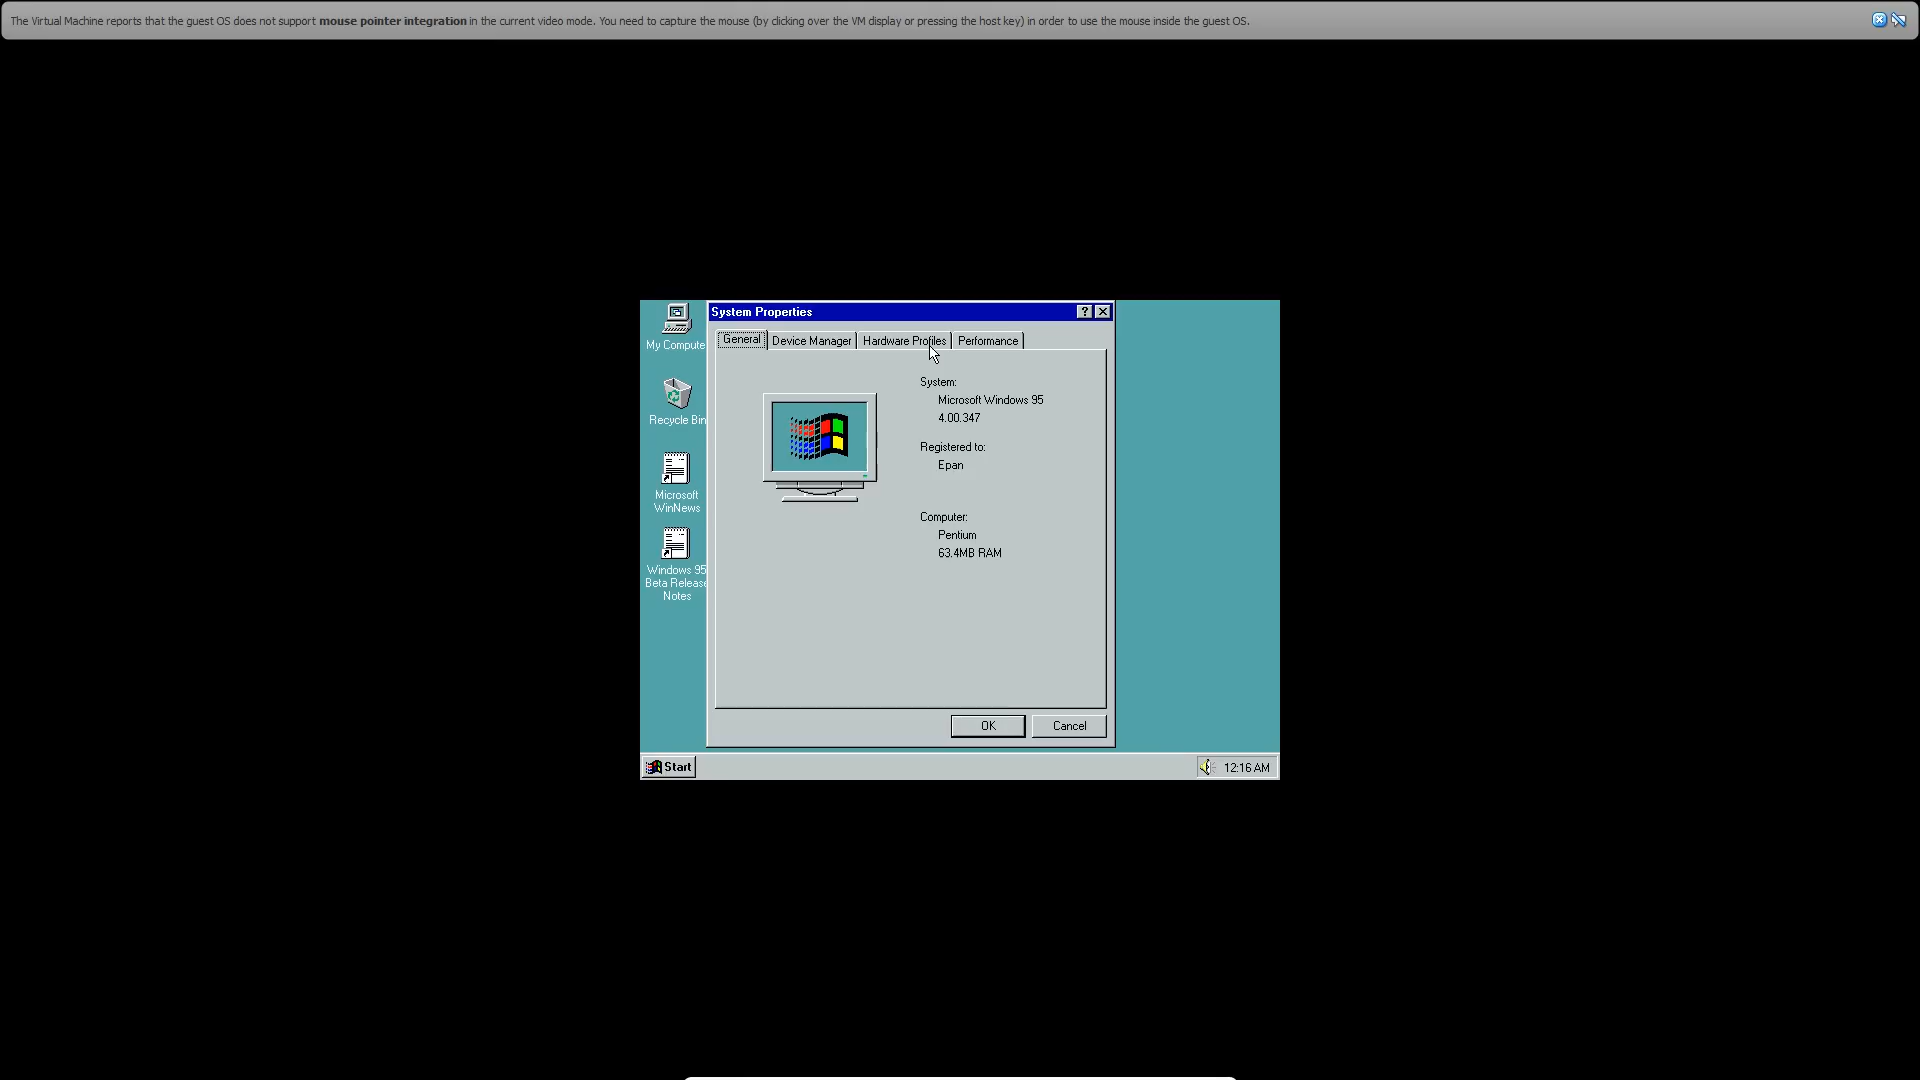 The Virtual Machine reports that the guest OS does not support mouse pointer integration in the current video mode. You need to capture the mouse (by clicking over the VM display or pressing the host key) in order to use the mouse inside the guest OS.
System Properties
General
Device Manager
Hardware Profiles
Performance
My Compute
Recycle Bin
Microsoft
WinNews
Windows 95
Beta Release
Notes
System:
Microsoft Windows 95
4.00.347
Registered to:
Epan
Computer:
Pentium
63.4MB RAM
OK
Cancel
Start
12:16 AM